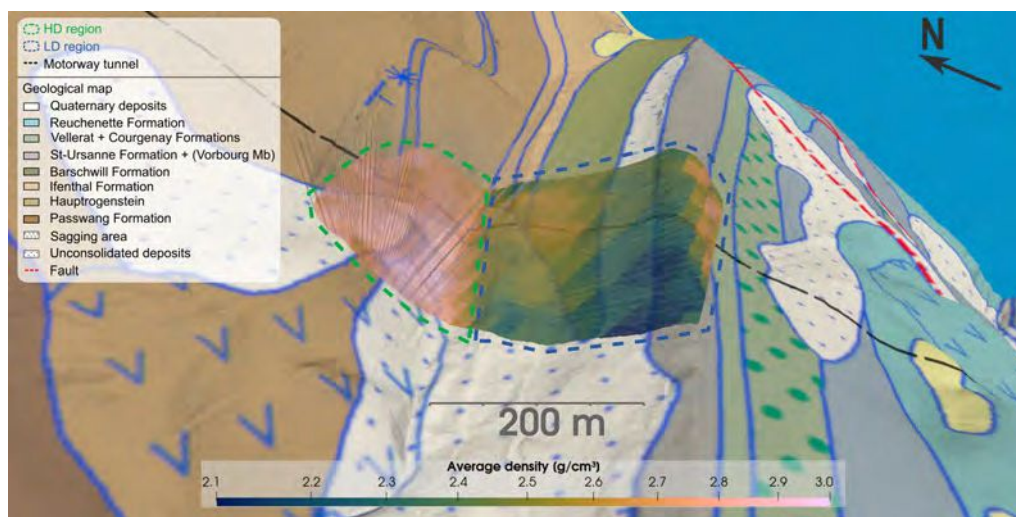 HD region
LD region
Motorway tunnel
Geological map
Quaternary deposits
Reuchenette Formation
Vellerat + Courgenay Formations
St-Ursanne Formation + (Vorbourg Mb)
Barschwill Formation
Ifenthal Formation
Hauptrogenstein
Passwang Formation
Sagging area
Unconsolidated deposits
Fault
N
200 m
Average density (g/cm³)
2.1 2.2 2.3 2.4 2.5 2.6 2.7 2.8 3.0